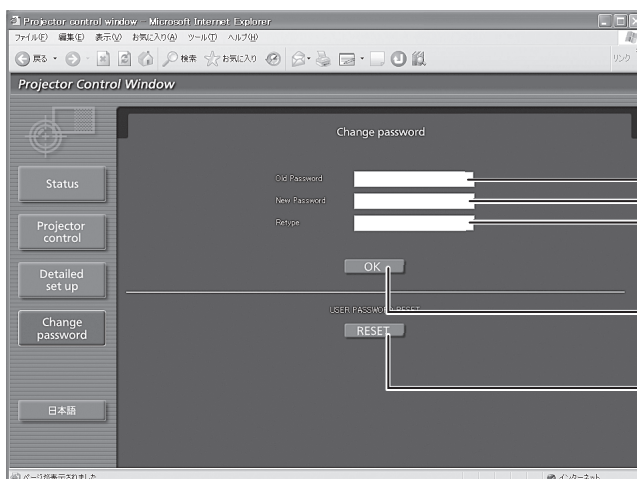 Projector control window - Microsoft Internet Explorer
ファイル(F) 編集(E) 表示(V) お気に入り(A) ツール(T) ヘルプ(H)
戻る 検索 お気に入り リンク
Projector Control Window
Change password
Status
Projector control
Detailed set up
Change password
日本語
Old Password
New Password
Retype
OK
USER PASSWORD RESET
RESET
ページが表示されました
インターネット